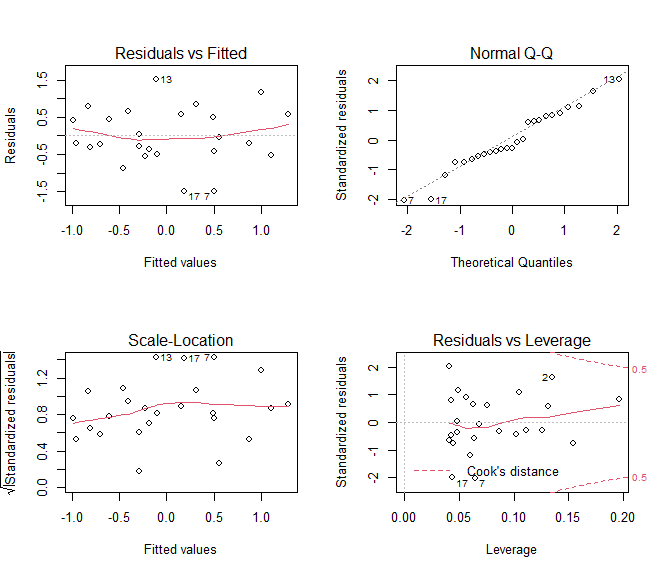 Residuals vs Fitted
Residuals
-1.5 -0.5 0.5 1.5
13
17 7
-1.0 -0.5 0.0 0.5 1.0
Fitted values
Normal Q-Q
Standardized residuals
-2 -1 0 1 2
13
7 17
-2 -1 0 1 2
Theoretical Quantiles
Scale-Location
√|Standardized residuals|
0.0 0.4 0.8 1.2
13 17 7
-1.0 -0.5 0.0 0.5 1.0
Fitted values
Residuals vs Leverage
Standardized residuals
-2 -1 0 1 2
0.5
2
Cook's distance
0.5
17 7
0.00 0.05 0.10 0.15 0.20
Leverage